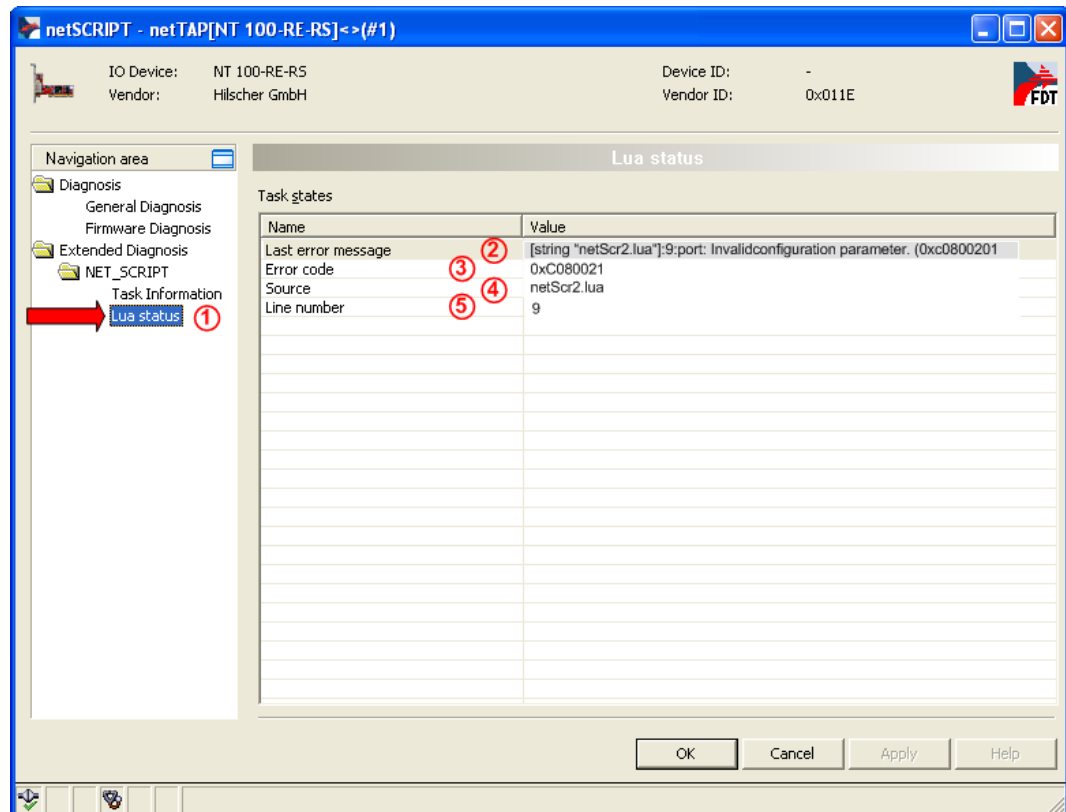 netSCRIPT - netTAP[NT 100-RE-RS]<>(#1)
IO Device: NT 100-RE-RS Device ID: -
Vendor: Hilscher GmbH Vendor ID: 0x011E
FDT
Navigation area
Lua status
Diagnosis
General Diagnosis
Firmware Diagnosis
Extended Diagnosis
NET_SCRIPT
Task Information
Lua status ①
Task states
Name Value
Last error message ② [string "netScr2.lua"]:9:port: Invalidconfiguration parameter. (0xc0800201
Error code ③ 0xC080021
Source ④ netScr2.lua
Line number ⑤ 9
OK Cancel Apply Help